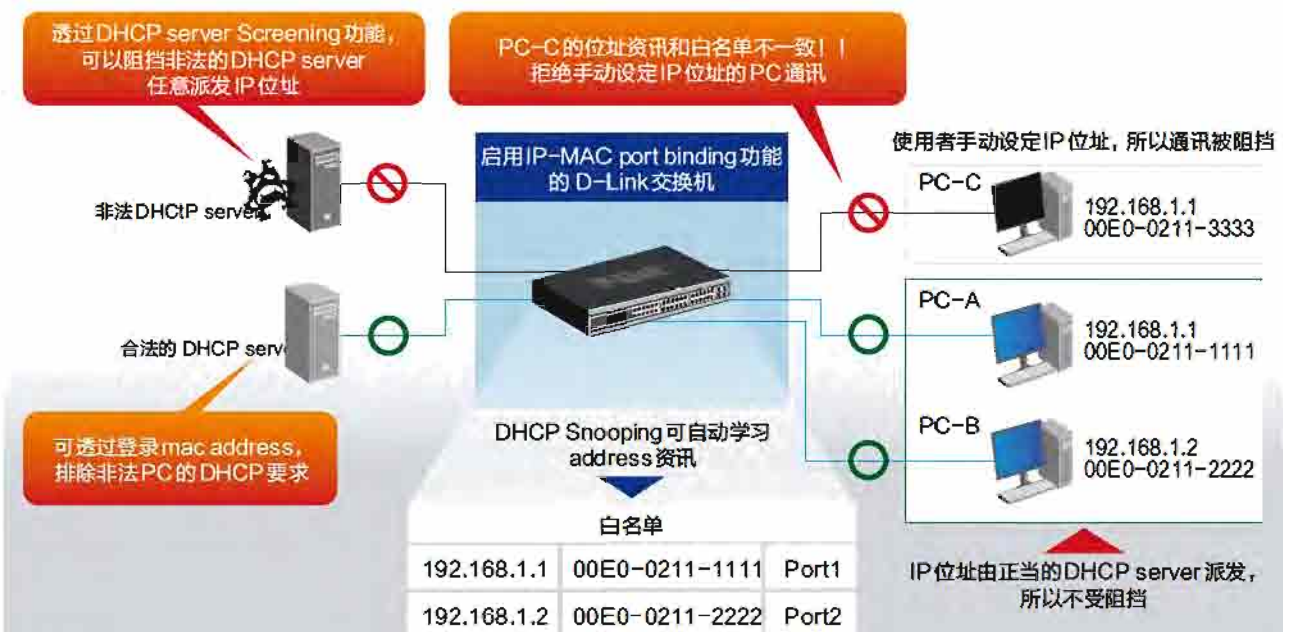 透过DHCP server Screening功能，
可以阻挡非法的DHCP server
任意派发IP位址
PC-C的位址资讯和白名单不一致！！
拒绝手动设定IP位址的PC通讯
使用者手动设定IP位址，所以通讯被阻挡
启用IP-MAC port binding功能
的 D-Link交换机
非法DHCtP server
PC-C
192.168.1.1
00E0-0211-3333
合法的 DHCP serv
PC-A
192.168.1.1
00E0-0211-1111
PC-B
192.168.1.2
00E0-0211-2222
可透过登录mac address，
排除非法PC的DHCP要求
DHCP Snooping可自动学习
address资讯
白名单
192.168.1.1 00E0-0211-1111 Port1
192.168.1.2 00E0-0211-2222 Port2
IP位址由正当的DHCP server派发，
所以不受阻挡